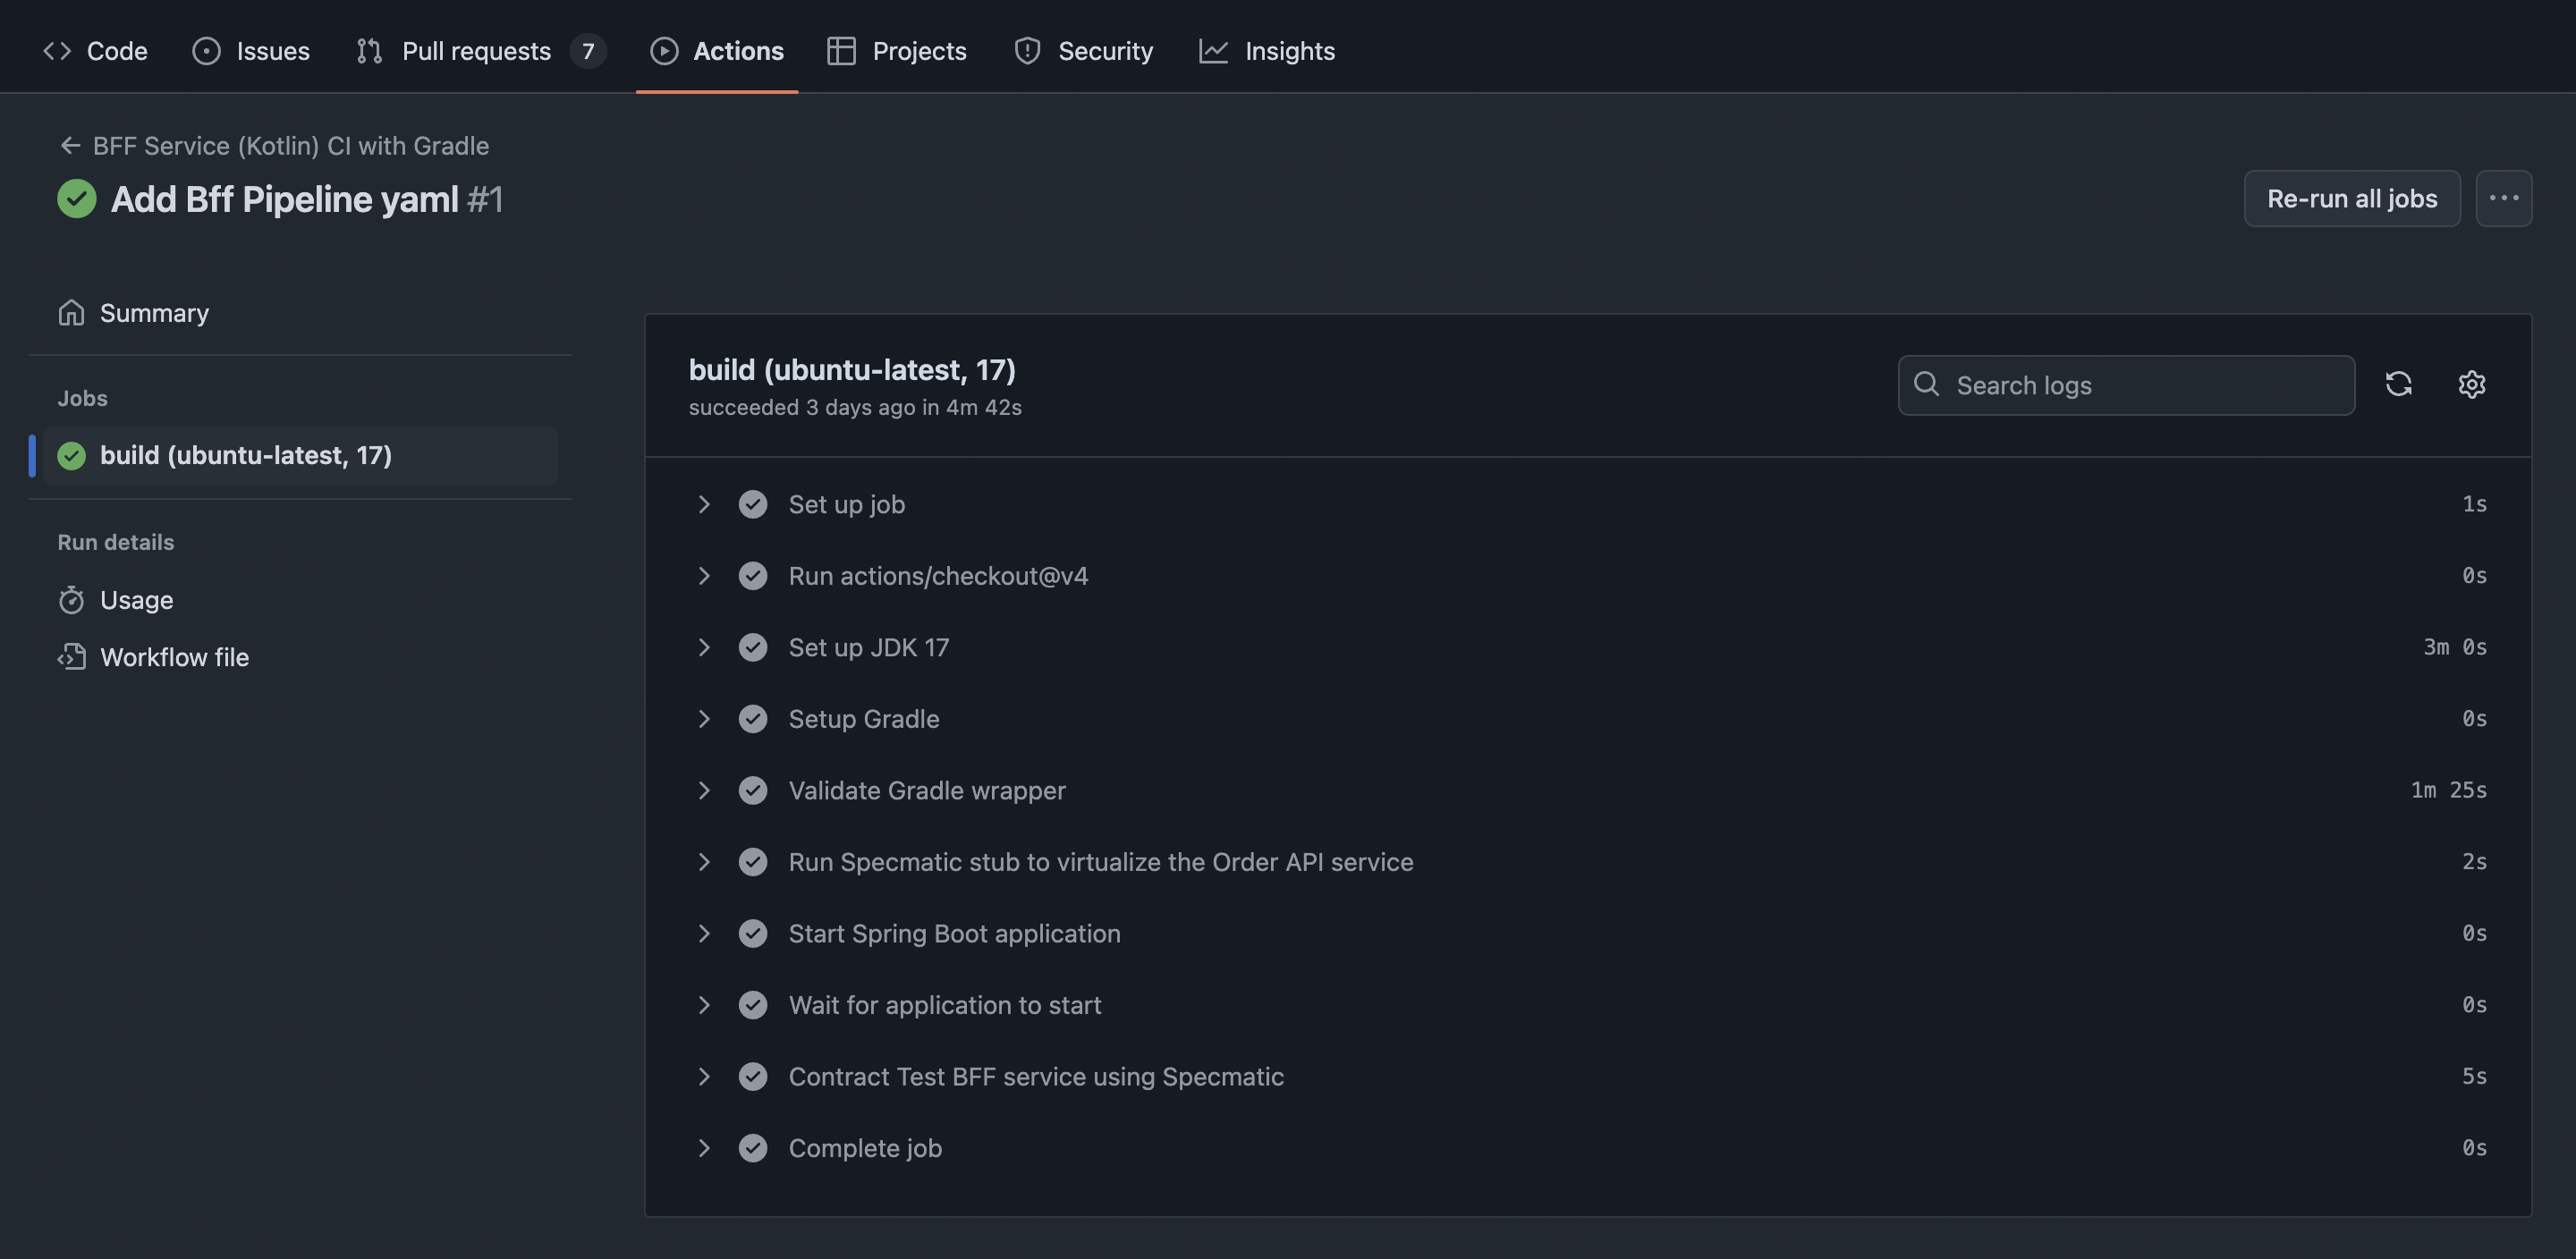 Code Issues Pull requests 7 Actions Projects Security Insights
BFF Service (Kotlin) CI with Gradle
Add Bff Pipeline yaml #1
Re-run all jobs
Summary
Jobs
build (ubuntu-latest, 17)
Run details
Usage
Workflow file
build (ubuntu-latest, 17)
succeeded 3 days ago in 4m 42s
Search logs
Set up job 1s
Run actions/checkout@v4 0s
Set up JDK 17 3m 0s
Setup Gradle 0s
Validate Gradle wrapper 1m 25s
Run Specmatic stub to virtualize the Order API service 2s
Start Spring Boot application 0s
Wait for application to start 0s
Contract Test BFF service using Specmatic 5s
Complete job 0s